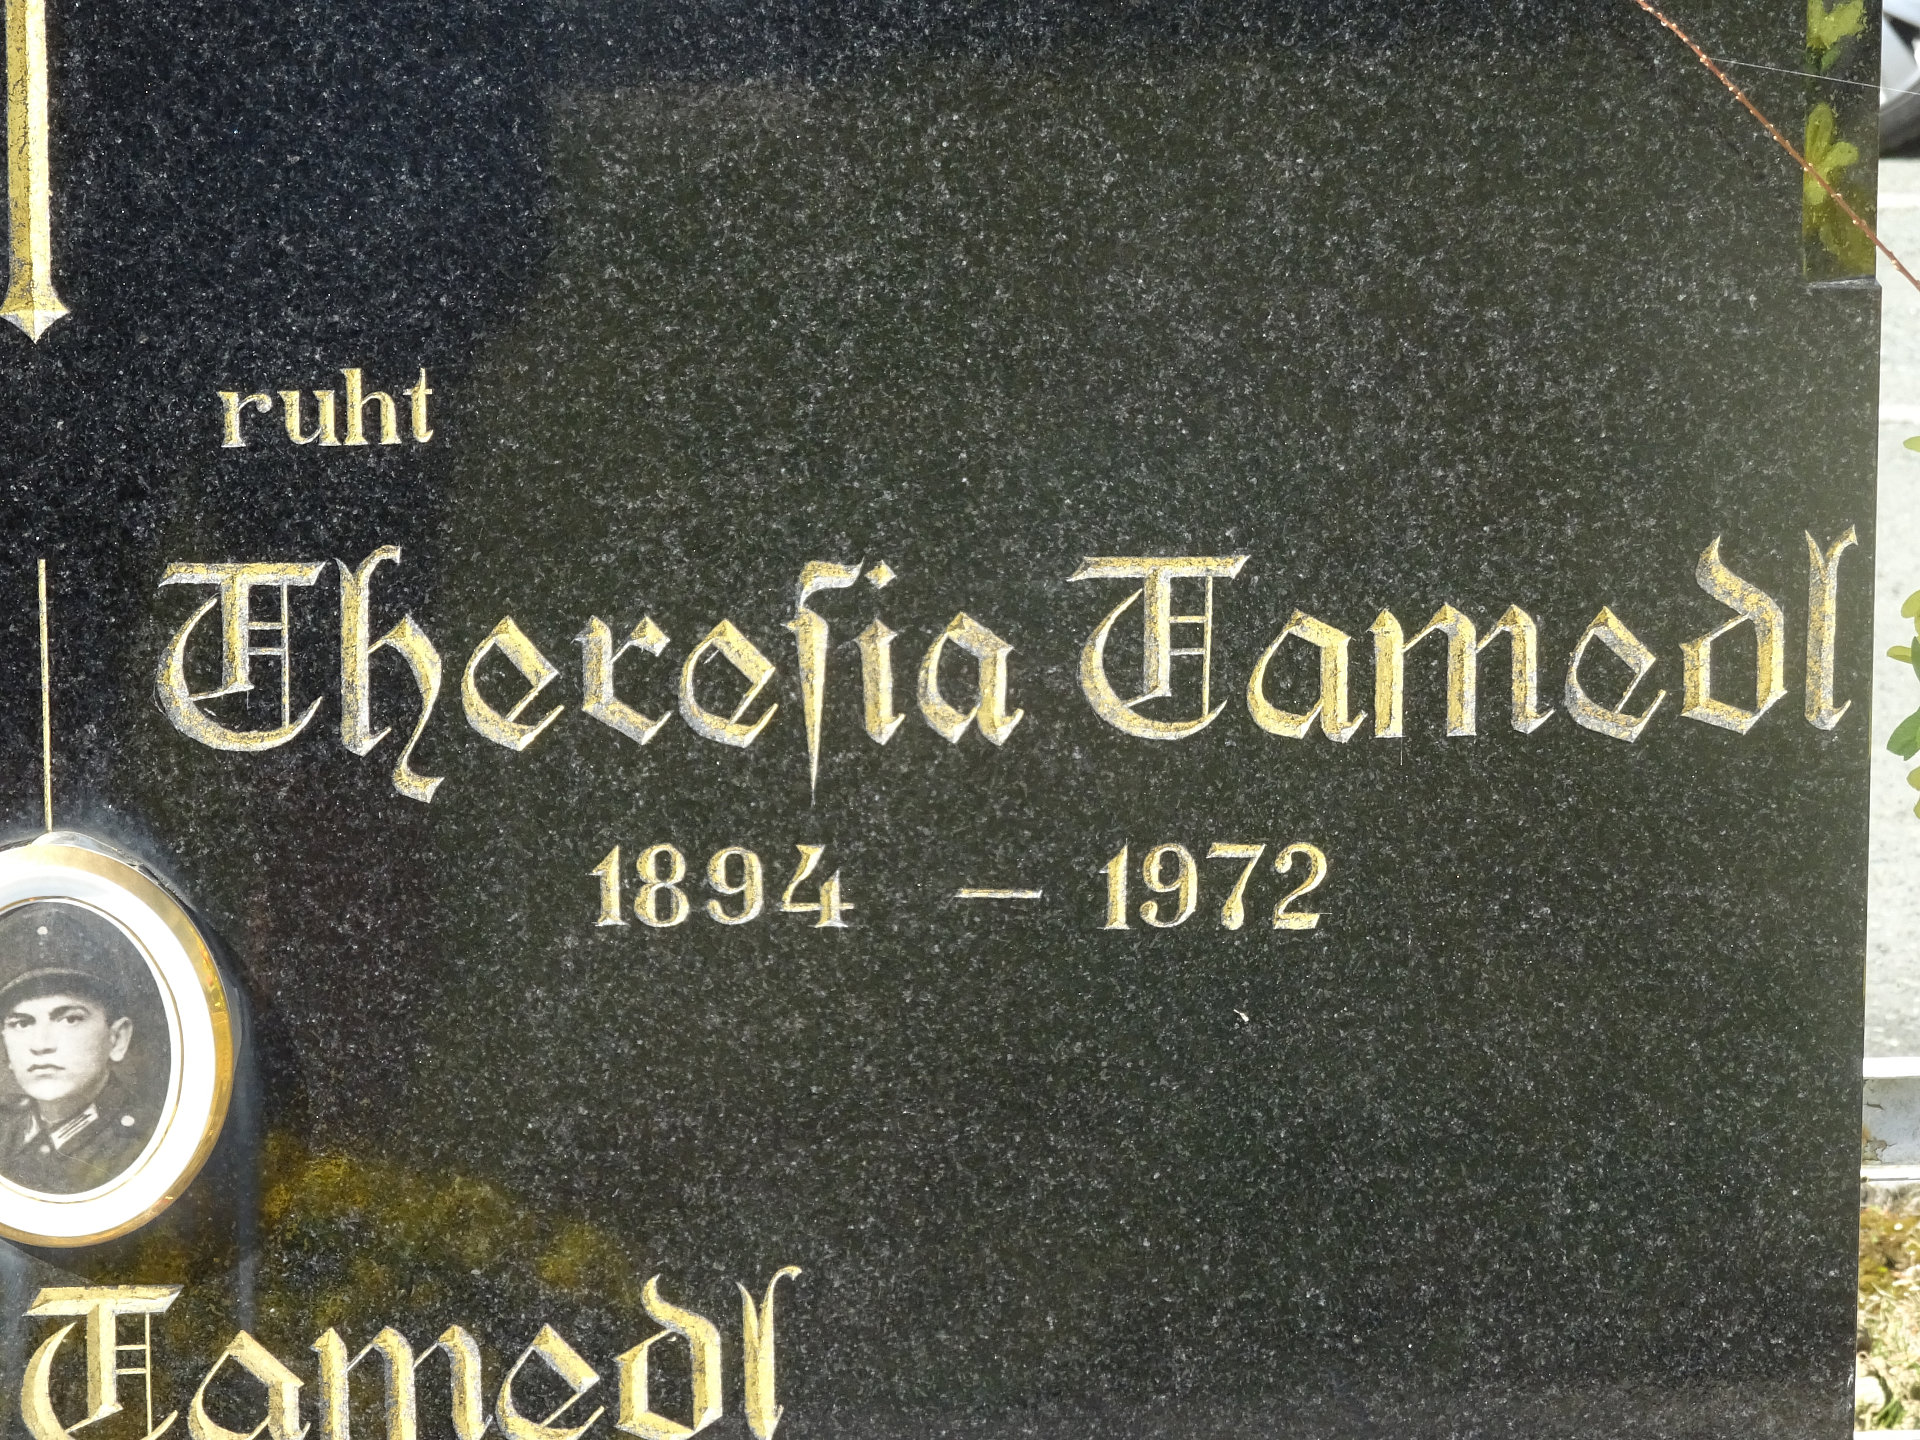 ruht
Theresia Tamedl
1894 – 1972
Tamedl